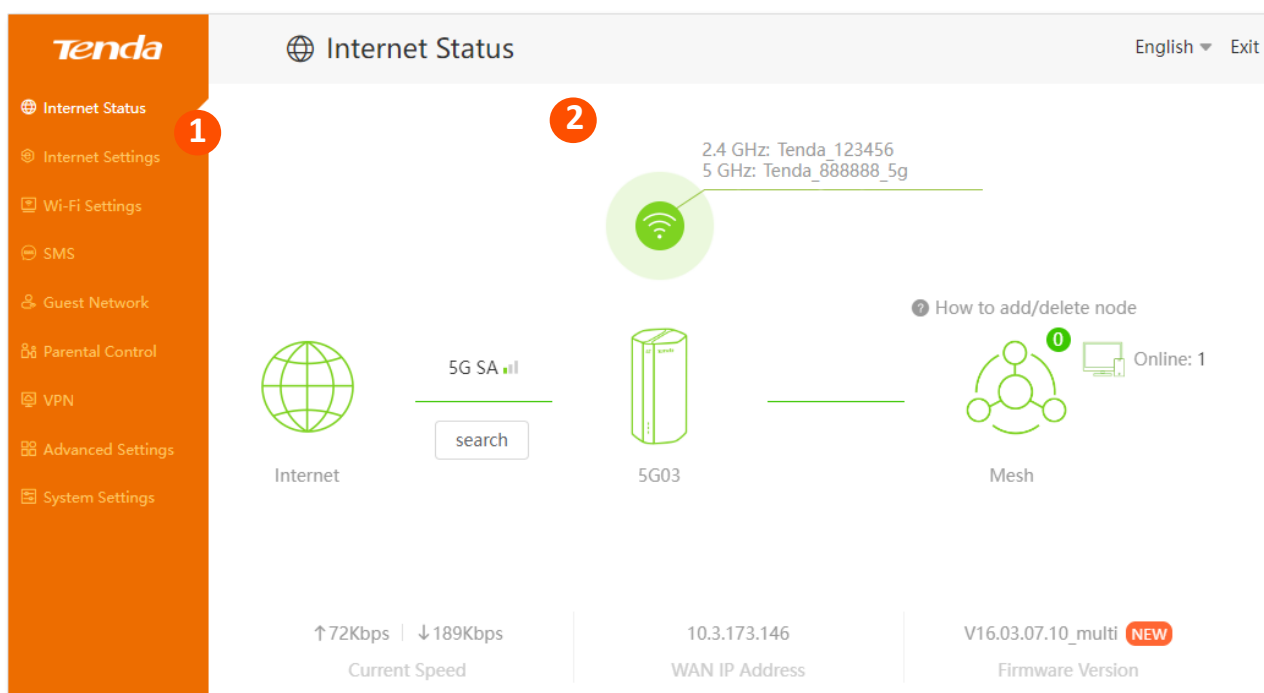 Tenda
Internet Status
English
Exit
Internet Status
1
Internet Settings
Wi-Fi Settings
SMS
Guest Network
Parental Control
VPN
Advanced Settings
System Settings
2
2.4 GHz: Tenda_123456
5 GHz: Tenda_888888_5g
How to add/delete node
0
Online: 1
5G SA
search
Tenda
Internet
5G03
Mesh
↑72Kbps ↓189Kbps
Current Speed
10.3.173.146
WAN IP Address
V16.03.07.10_multi NEW
Firmware Version